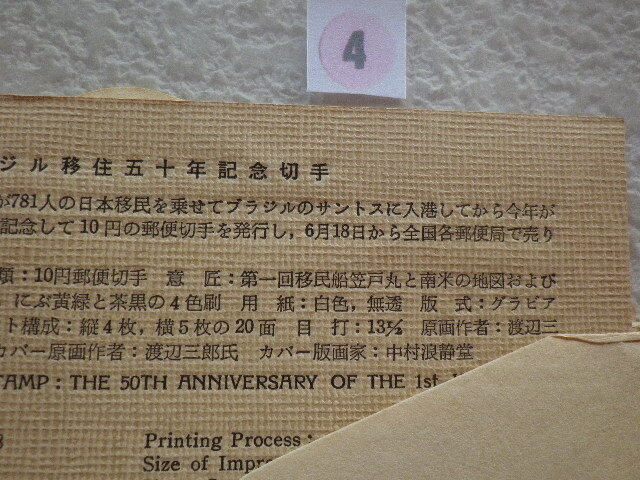 4
ジル移住五十年記念切手
が781人の日本移民を乗せてブラジルのサントスに入港してから今年が
記念して10円の郵便切手を発行し，6月18日から全国各郵便局で売り
類：10円郵便切手 意 匠：第一回移民船笠戸丸と南米の地図および
，にぶ黄緑と茶黒の4色刷 用 紙：白色，無透 版 式：グラビア
ト構成：縦4枚，横5枚の20面 目 打：13½ 原画作者：渡辺三
カバー原画作者：渡辺三郎氏 カバー版画家：中村浪静堂
TAMP: THE 50TH ANNIVERSARY OF THE 1st
Printing Process:
Size of Impre